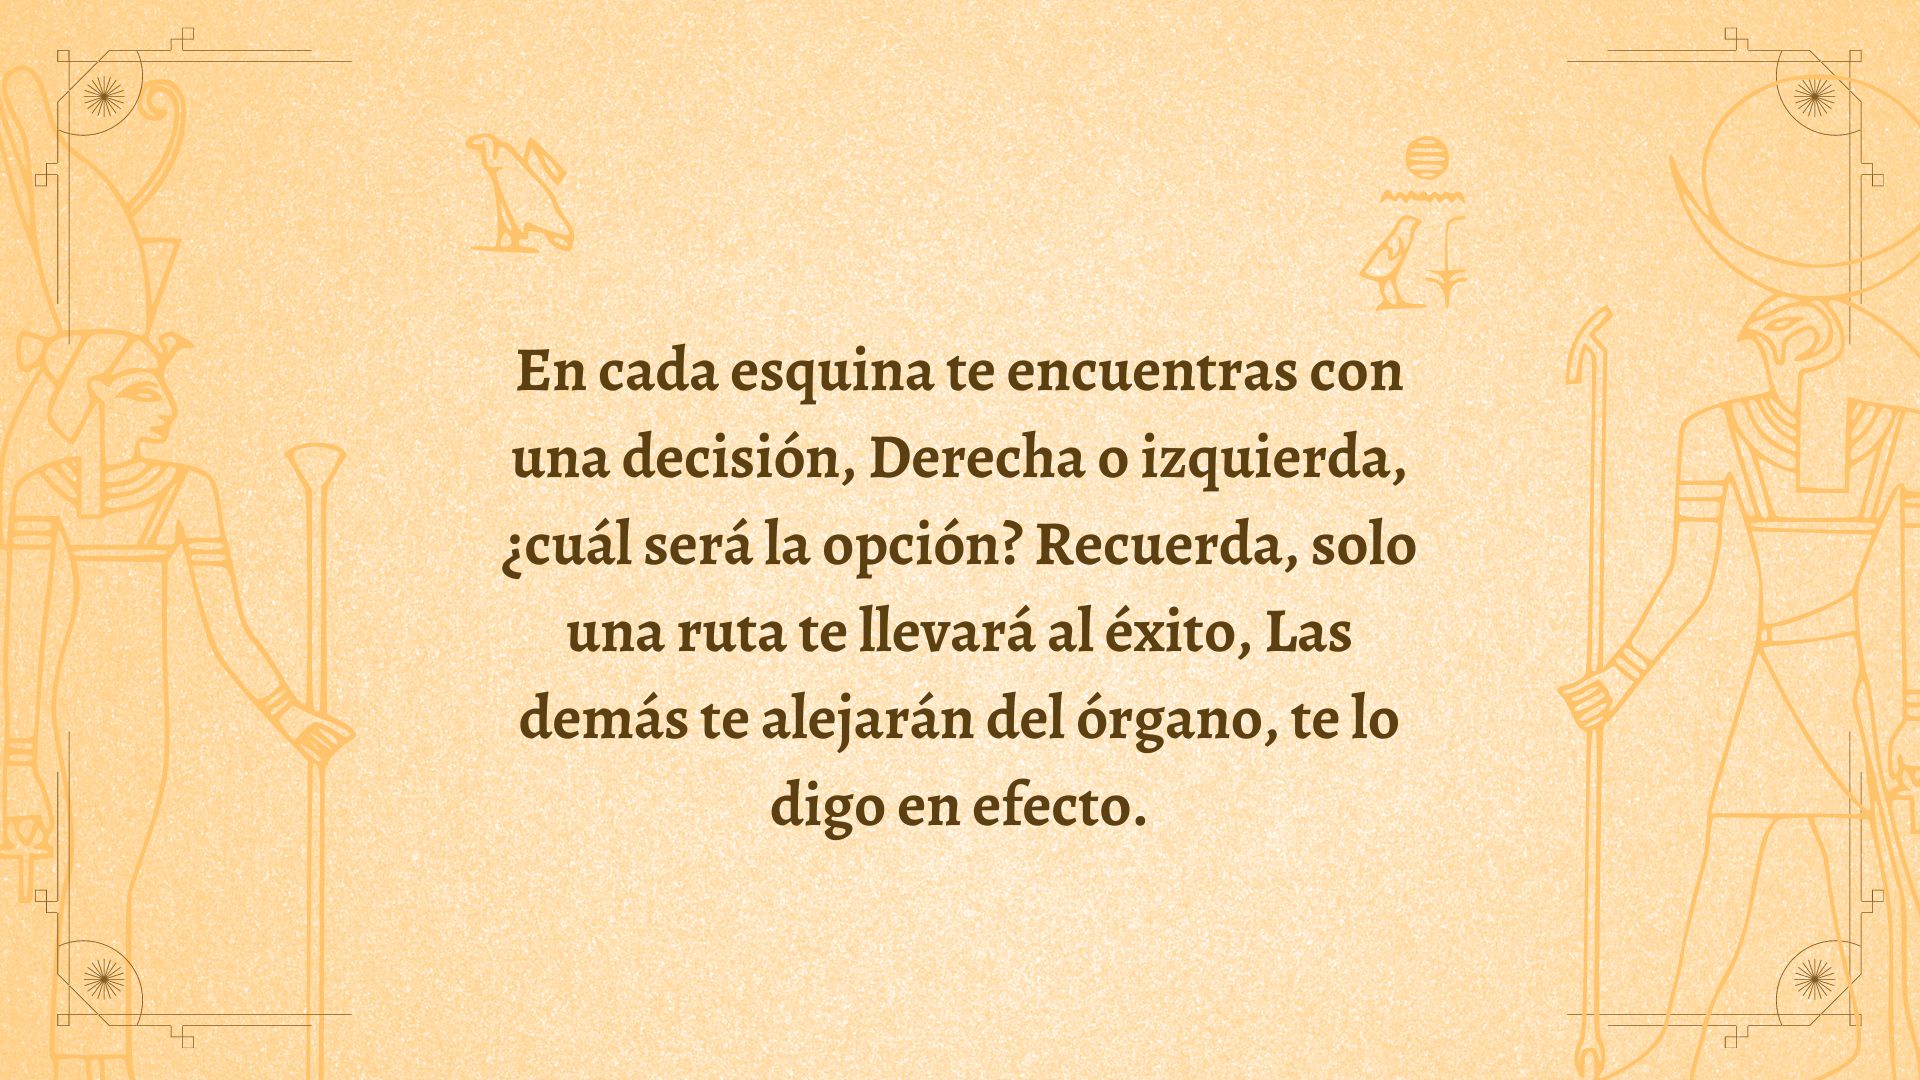 En cada esquina te encuentras con
una decisión, Derecha o izquierda,
¿cuál será la opción? Recuerda, solo
una ruta te llevará al éxito, Las
demás te alejarán del órgano, te lo
digo en efecto.